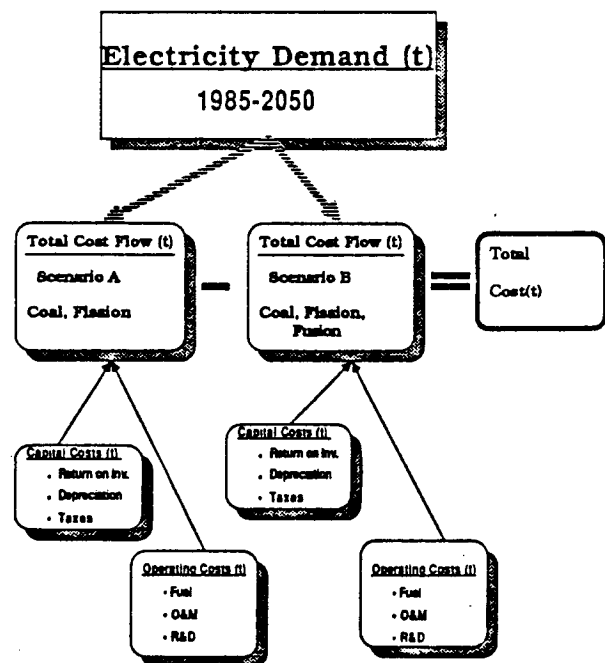 Electricity Demand (t)
1985-2050
Total Cost Flow (t)
Scenario A
Coal, Fission
Total Cost Flow (t)
Scenario B
Coal, Fission,
Fusion
Total
Cost(t)
Capital Costs (t)
• Return on Inv.
• Depreciation
• Taxes
Operating Costs (t)
• Fuel
• O&M
• R&D
Capital Costs (t)
• Return on Inv.
• Depreciation
• Taxes
Operating Costs (t)
• Fuel
• O&M
• R&D